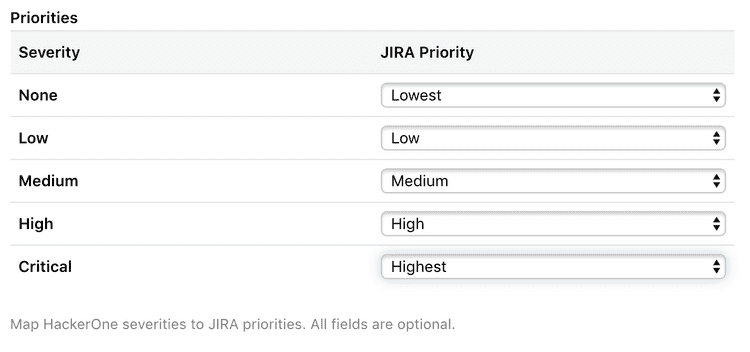 Priorities
Severity JIRA Priority
None Lowest
Low Low
Medium Medium
High High
Critical Highest
Map HackerOne severities to JIRA priorities. All fields are optional.